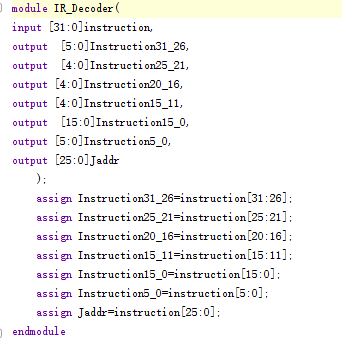 module IR_Decoder(
input [31:0]instruction,
output  [5:0]Instruction31_26,
output  [4:0]Instruction25_21,
output [4:0]Instruction20_16,
output [4:0]Instruction15_11,
output  [15:0]Instruction15_0,
output [5:0]Instruction5_0,
output [25:0]Jaddr
    );
    assign Instruction31_26=instruction[31:26];
    assign Instruction25_21=instruction[25:21];
    assign Instruction20_16=instruction[20:16];
    assign Instruction15_11=instruction[15:11];
    assign Instruction15_0=instruction[15:0];
    assign Instruction5_0=instruction[5:0];
    assign Jaddr=instruction[25:0];
endmodule